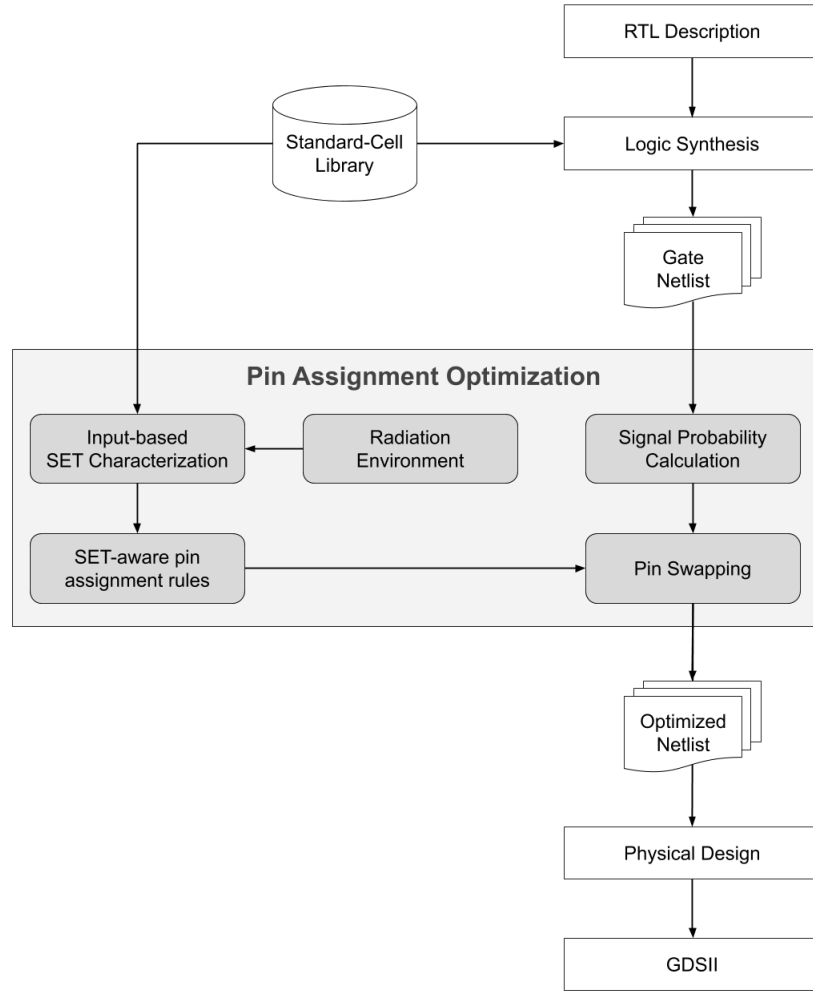 RTL Description
Standard-Cell
Library
Logic Synthesis
Gate
Netlist
Pin Assignment Optimization
Input-based
SET Characterization
Radiation
Environment
Signal Probability
Calculation
SET-aware pin
assignment rules
Pin Swapping
Optimized
Netlist
Physical Design
GDSII